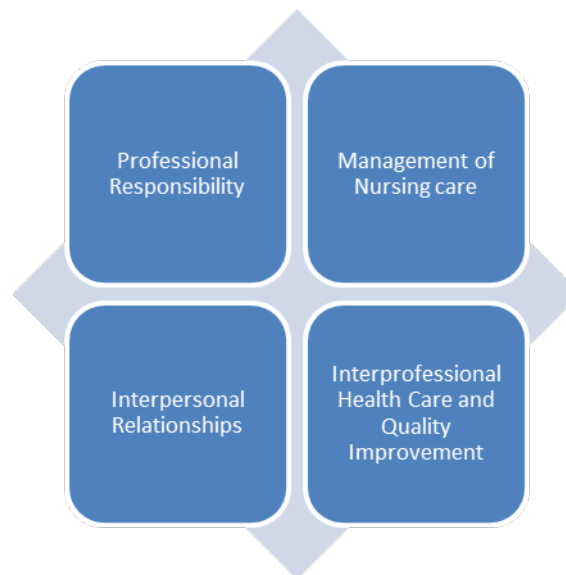 Professional
Responsibility
Management of
Nursing care
Interpersonal
Relationships
Interprofessional
Health Care and
Quality
Improvement